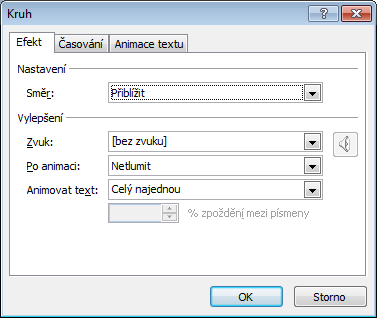 Kruh
Efekt Časování Animace textu
Nastavení
Směr: Přiblížit
Vylepšení
Zvuk: [bez zvuku]
Po animaci: Netlumit
Animovat text: Celý najednou
% zpoždění mezi písmeny
OK Storno